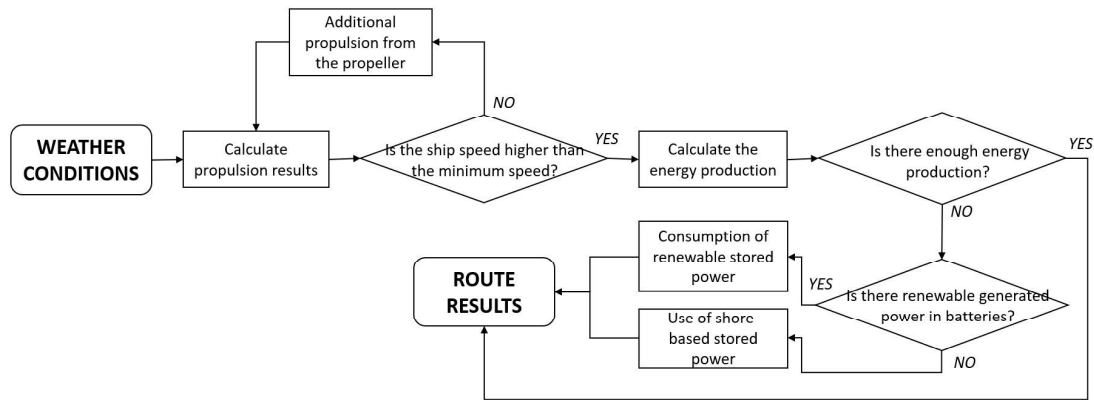 Additional
propulsion from
the propeller
NO
WEATHER
CONDITIONS
Calculate
propulsion results
Is the ship speed higher than
the minimum speed?
YES
Calculate the
energy production
Is there enough energy
production?
YES
NO
Consumption of
renewable stored
power
YES
Is there renewable generated
power in batteries?
ROUTE
RESULTS
Use of shore
based stored
power
NO